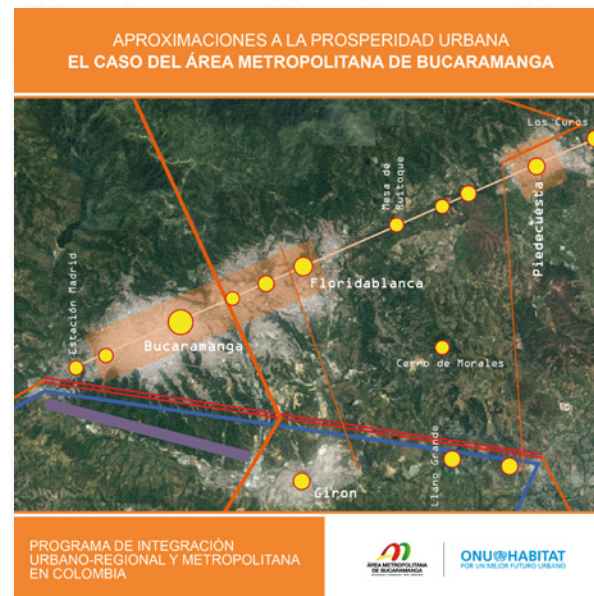 APROXIMACIONES A LA PROSPERIDAD URBANA
EL CASO DEL ÁREA METROPOLITANA DE BUCARAMANGA
Los Curos
Mesa de
Ruitoque
Piedecuesta
Floridablanca
Estación Madrid
Bucaramanga
Cerro de Morales
Llano Grande
Giron
PROGRAMA DE INTEGRACIÓN
URBANO-REGIONAL Y METROPOLITANA
EN COLOMBIA
ÁREA METROPOLITANA
DE BUCARAMANGA
ONU HABITAT
POR UN MEJOR FUTURO URBANO